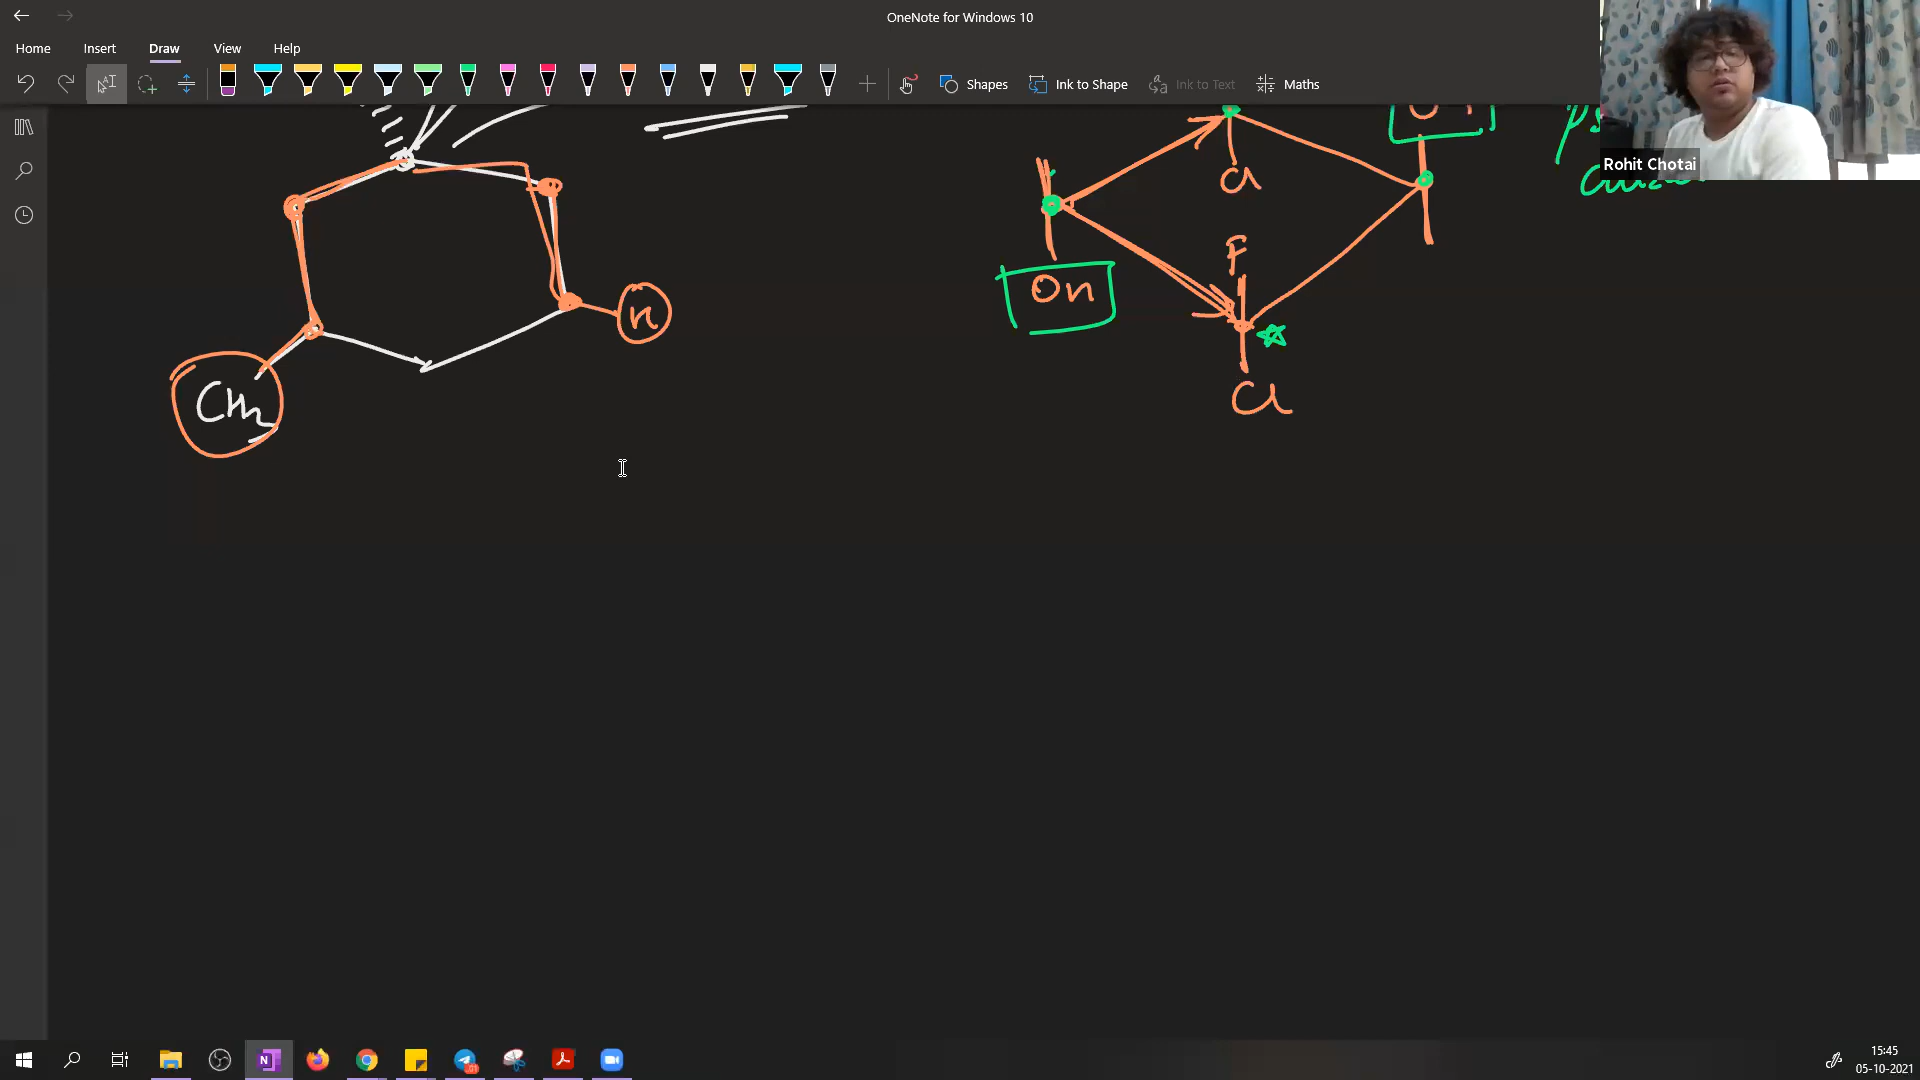 OneNote for Windows 10
Home Insert Draw View Help
Shapes Ink to Shape Ink to Text Maths
Rohit Chotai
Cl
F
OH
H
CH3
Cl
15:45
05-10-2021